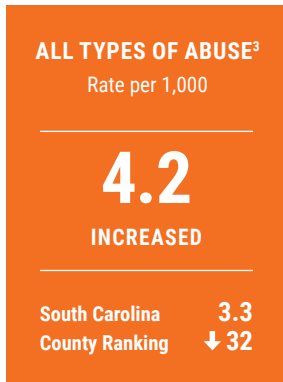 ALL TYPES OF ABUSE³
Rate per 1,000
4.2
INCREASED
South Carolina 3.3
County Ranking ⬇ 32